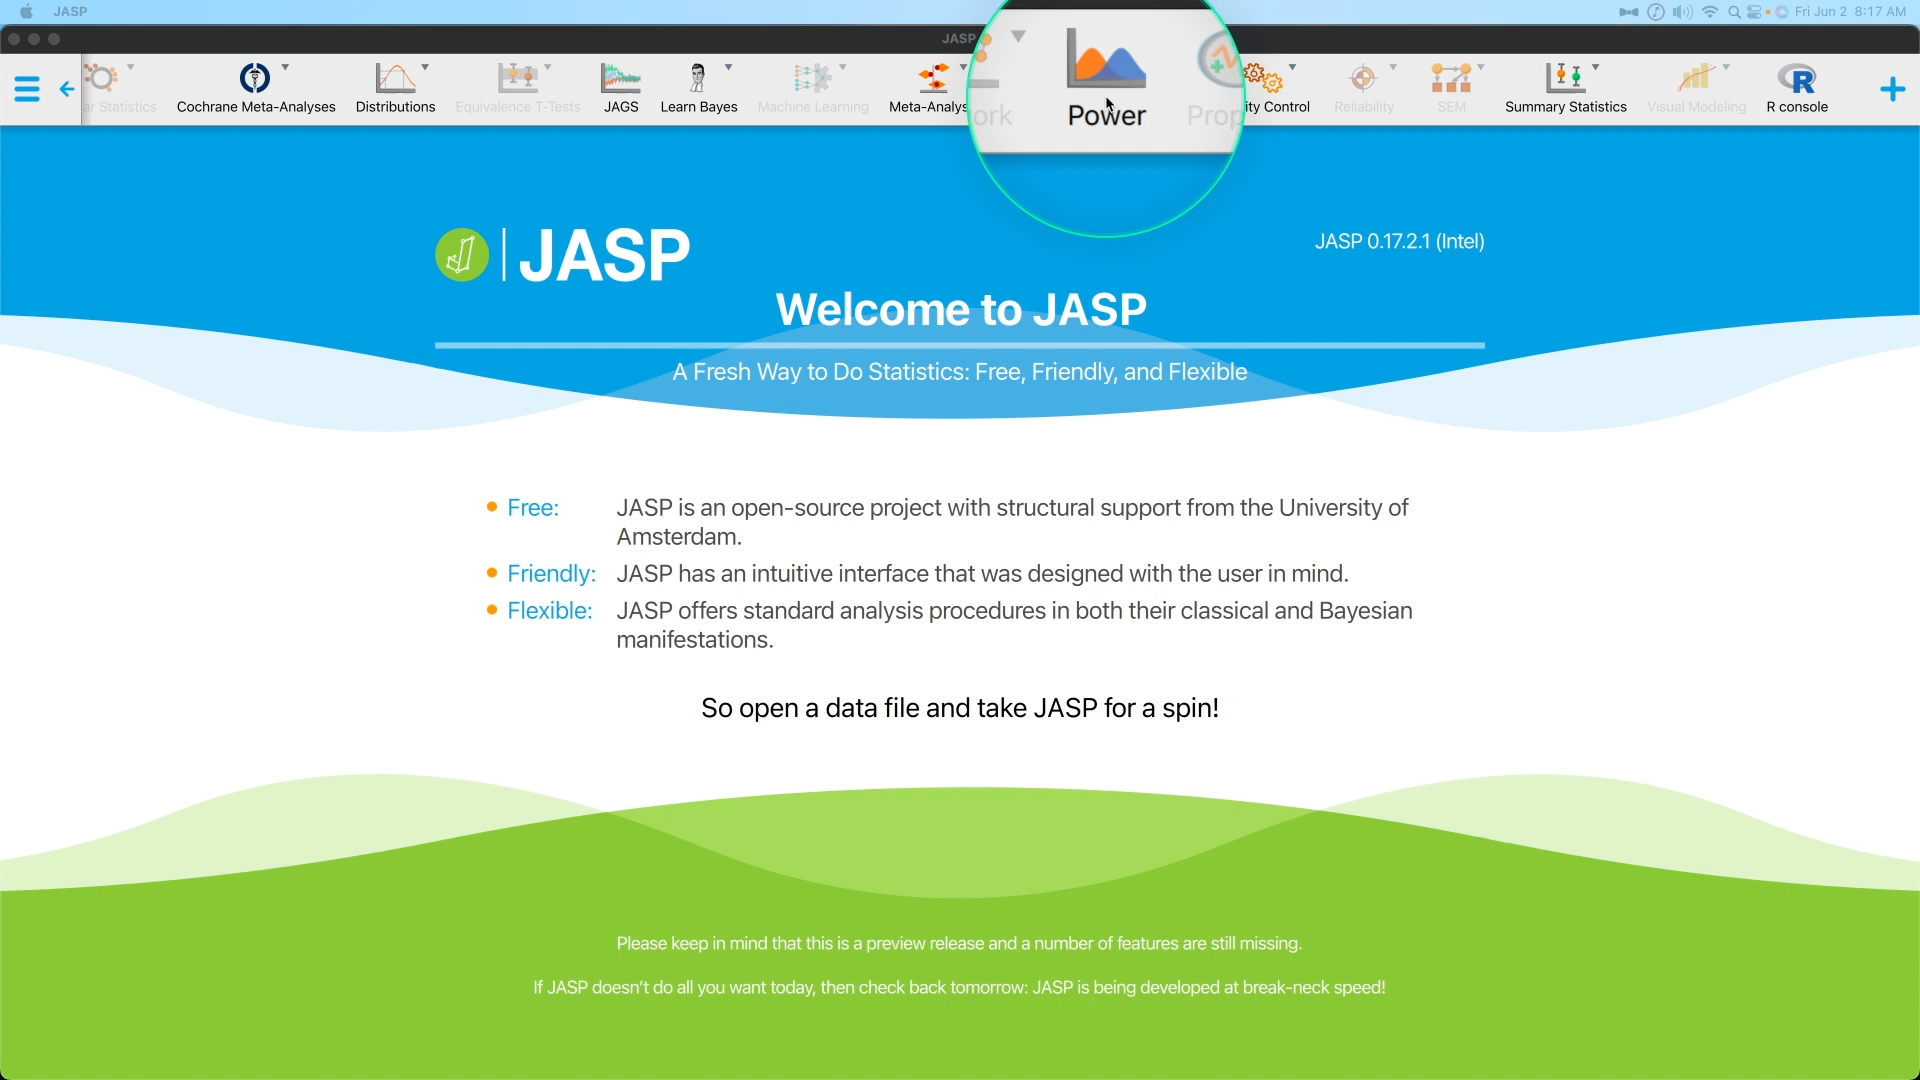 JASP
Fri Jun 2 8:17 AM
JASP
ar Statistics
Cochrane Meta-Analyses
Distributions
Equivalence T-Tests
JAGS
Learn Bayes
Machine Learning
Meta-Analys
ork
Power
Prop
ity Control
Reliability
SEM
Summary Statistics
Visual Modeling
R console
JASP
JASP 0.17.2.1 (Intel)
Welcome to JASP
A Fresh Way to Do Statistics: Free, Friendly, and Flexible
Free: JASP is an open-source project with structural support from the University of
Amsterdam.
Friendly: JASP has an intuitive interface that was designed with the user in mind.
Flexible: JASP offers standard analysis procedures in both their classical and Bayesian
manifestations.
So open a data file and take JASP for a spin!
Please keep in mind that this is a preview release and a number of features are still missing.
If JASP doesn't do all you want today, then check back tomorrow: JASP is being developed at break-neck speed!